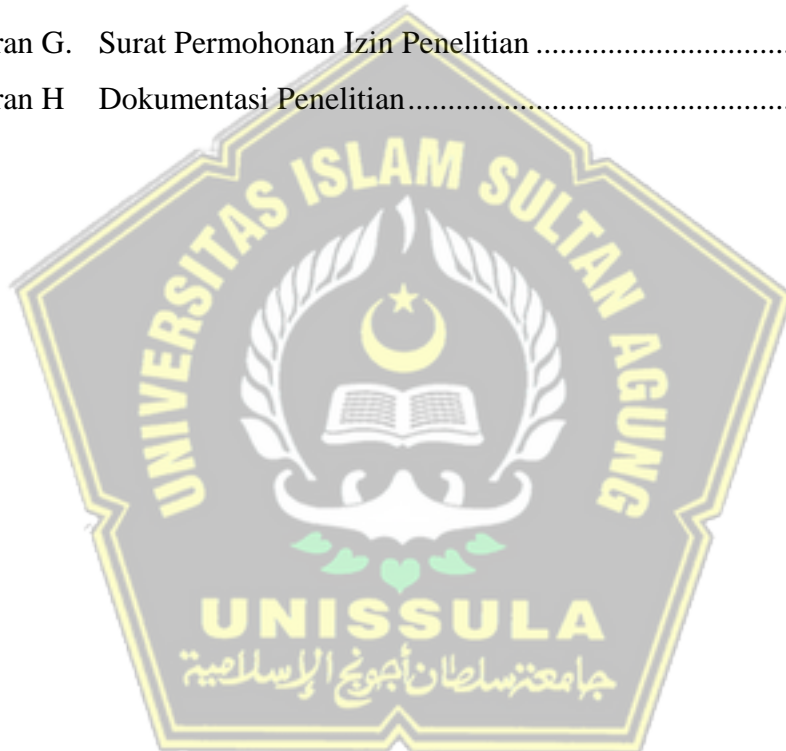 ran G. Surat Permohonan Izin Penelitian ..............................
ran H Dokumentasi Penelitian..............................................
UNIVERSITAS ISLAM SULTAN AGUNG
UNISSULA
جامعة سلطان أجونج الإسلامية